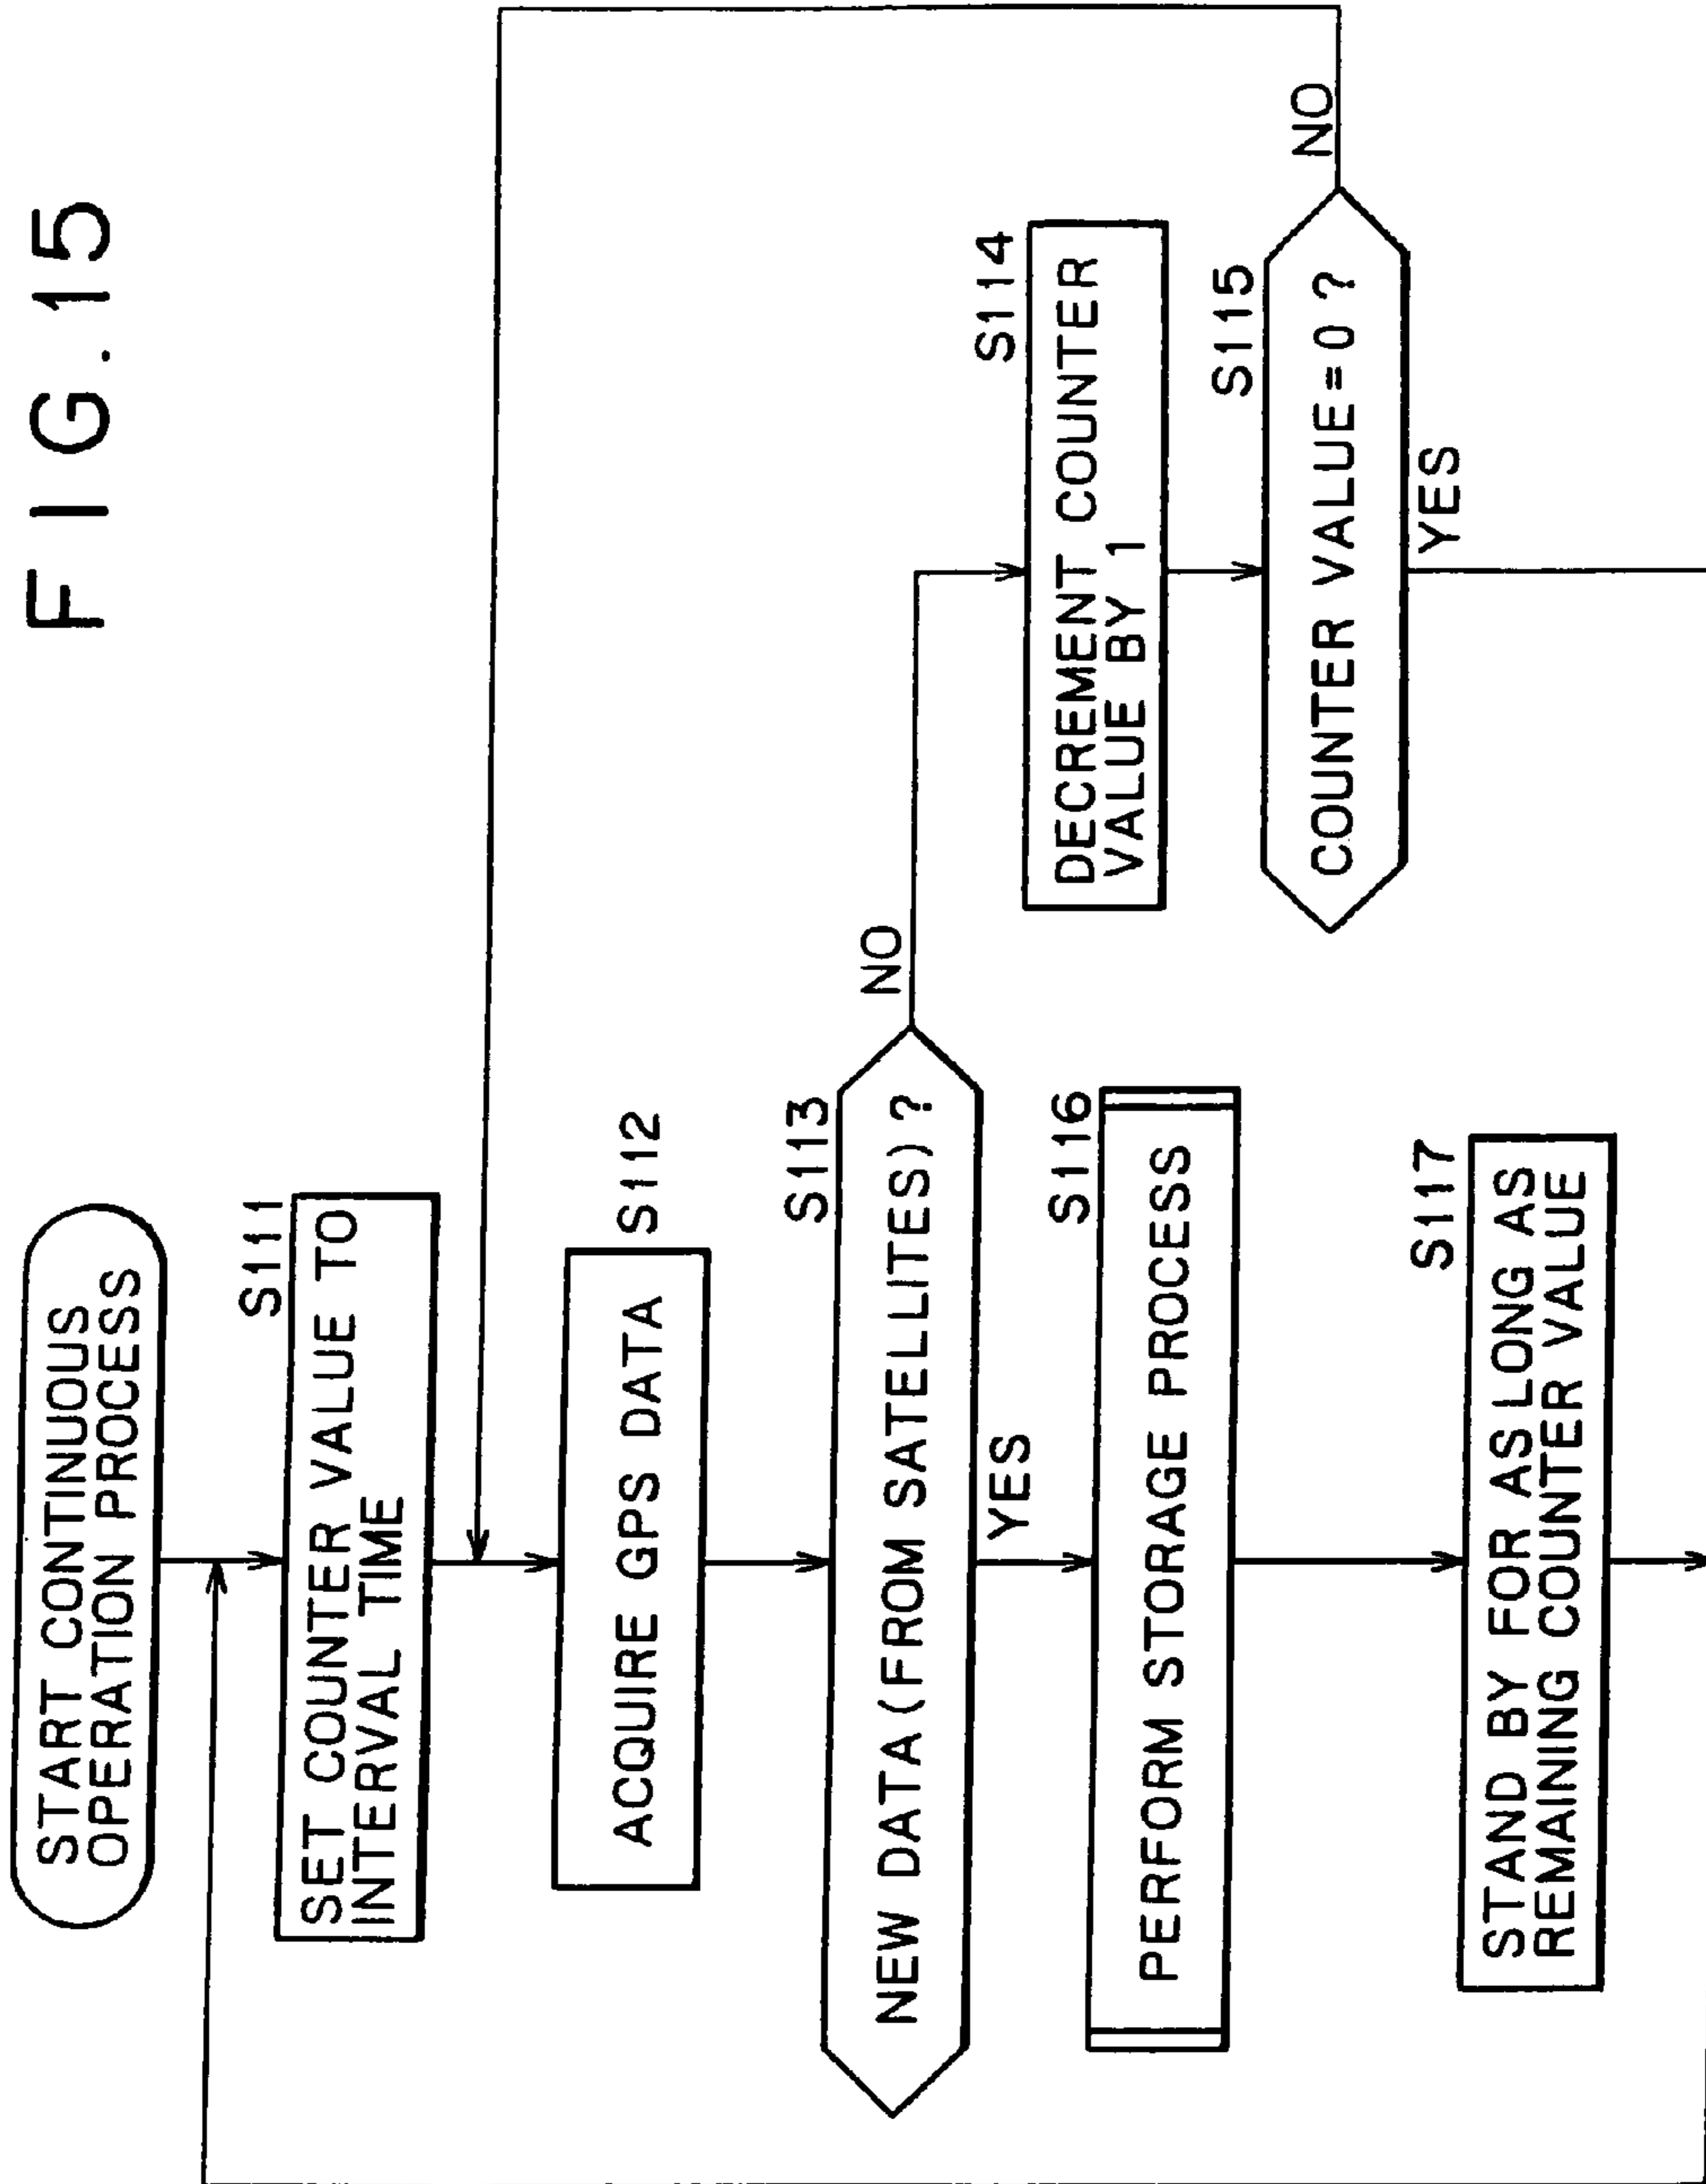 FIG.15
START CONTINUOUS
OPERATION PROCESS
S111
SET COUNTER VALUE TO
INTERVAL TIME
S112
ACQUIRE GPS DATA
S113
NEW DATA (FROM SATELLITES) ?
NO
YES
S114
DECREMENT COUNTER
VALUE BY 1
S115
COUNTER VALUE=0 ?
NO
YES
S116
PERFORM STORAGE PROCESS
S117
STAND BY FOR AS LONG AS
REMAINING COUNTER VALUE